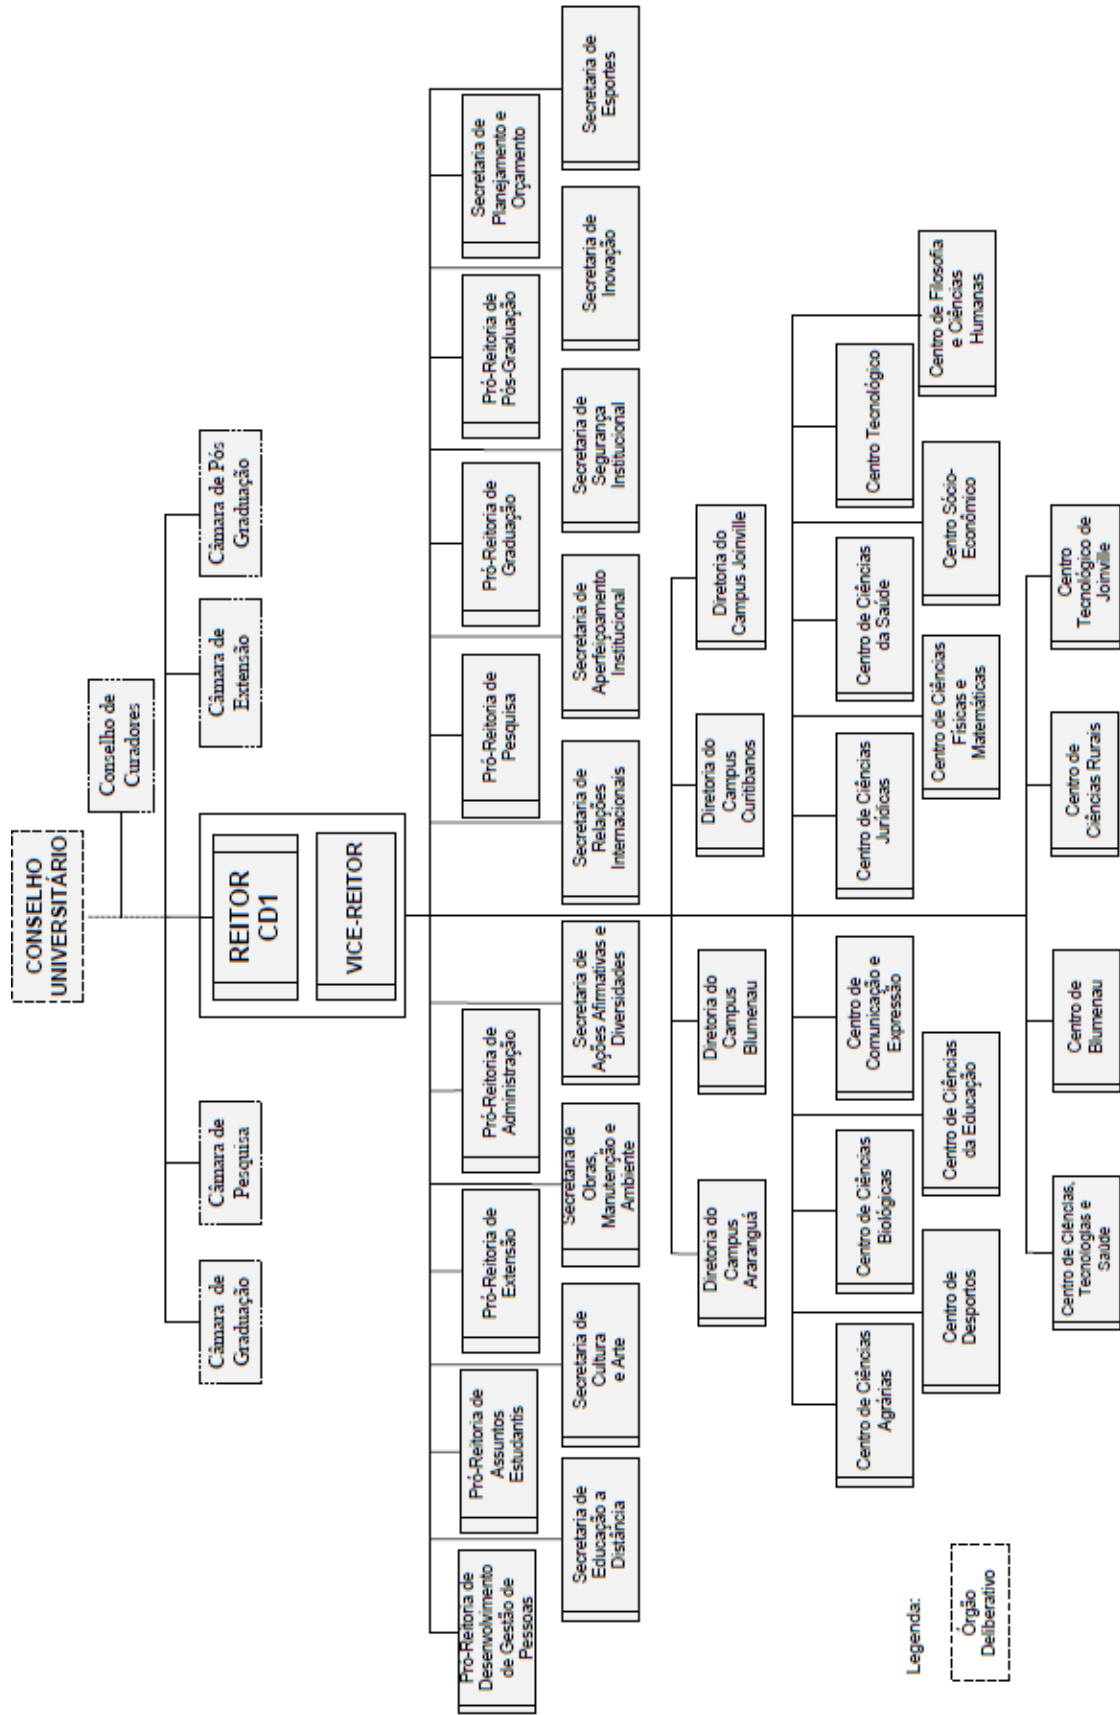 CONSELHO
UNIVERSITÁRIO
Conselho de
Curadores
Câmara de
Graduação
Câmara de
Pesquisa
Câmara de
Extensão
Câmara de Pós
Graduação
REITOR
CD1
VICE-REITOR
Pró-Reitoria de
Desenvolvimento
de Gestão de
Pessoas
Pró-Reitoria de
Assuntos
Estudantis
Pró-Reitoria de
Extensão
Pró-Reitoria de
Administração
Pró-Reitoria de
Pesquisa
Pró-Reitoria de
Graduação
Pró-Reitoria de
Pós-Graduação
Secretaria de
Planejamento e
Orçamento
Secretaria de
Educação a
Distância
Secretaria de
Cultura
e Arte
Secretaria de
Obras,
Manutenção e
Ambiente
Secretaria de
Ações Afirmativas e
Diversidades
Secretaria de
Relações
Internacionais
Secretaria de
Aperfeiçoamento
Institucional
Secretaria de
Segurança
Institucional
Secretaria de
Inovação
Secretaria de
Esportes
Diretoria do
Campus
Araranguá
Diretoria do
Campus
Blumenau
Diretoria do
Campus
Curitibanos
Diretoria do
Campus Joinville
Centro de Ciências
Agrárias
Centro de Ciências
Biológicas
Centro de
Comunicação e
Expressão
Centro de Ciências
Jurídicas
Centro de Ciências
da Saúde
Centro Tecnológico
Centro de
Desportos
Centro de Ciências
da Educação
Centro de Ciências
Físicas e
Matemáticas
Centro Sócio-
Econômico
Centro de Filosofia
e Ciências
Humanas
Centro de Ciências,
Tecnologias e
Saúde
Centro de
Blumenau
Centro de
Ciências Rurais
Centro
Tecnológico de
Joinville
Legenda:
Órgão
Deliberativo